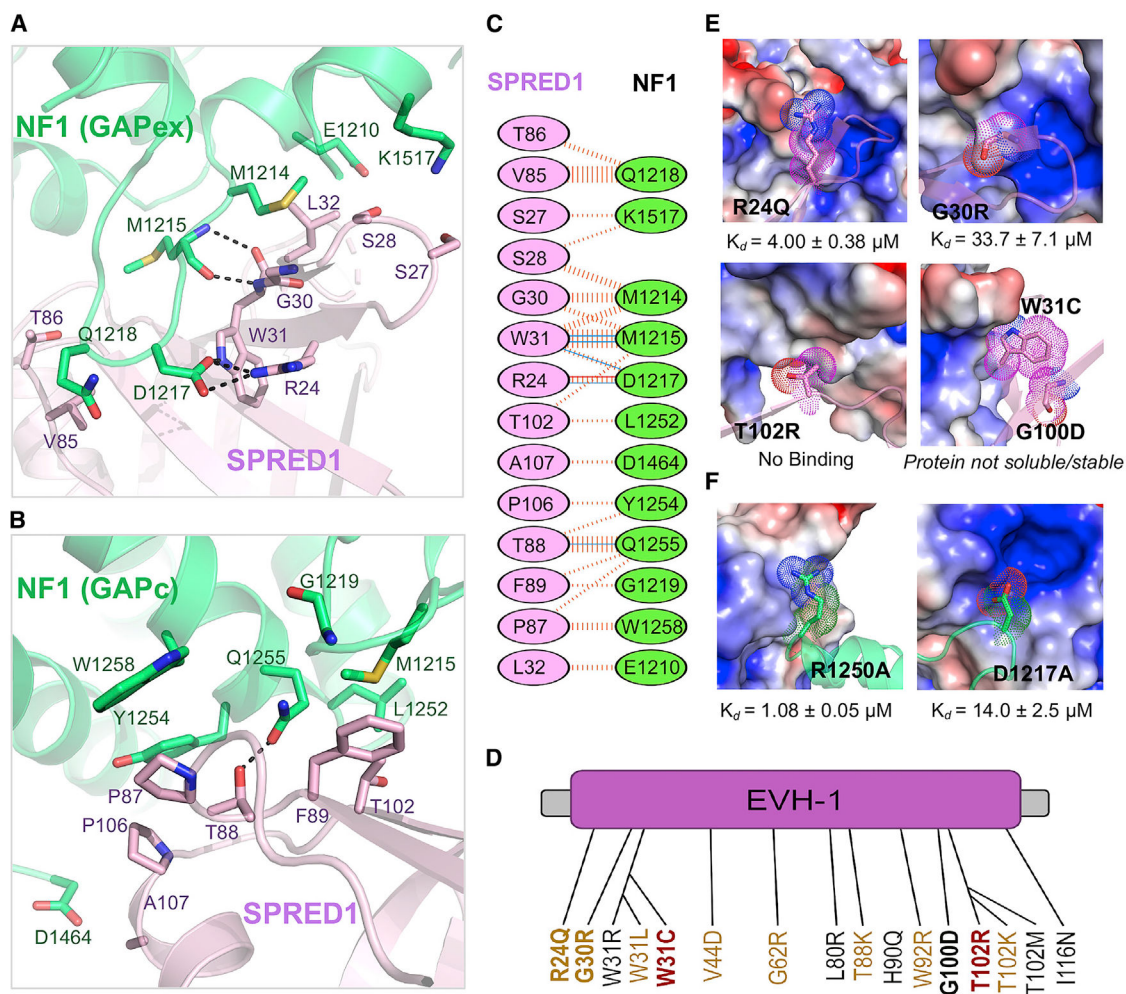 A
NF1 (GAPex)
E1210
K1517
M1214
L32
M1215
S28
S27
G30
T86
Q1218
W31
D1217
R24
V85
SPRED1
B
NF1 (GAPc)
G1219
W1258
Q1255
M1215
Y1254
L1252
P87
T102
P106
T88
F89
A107
SPRED1
D1464
C
SPRED1 NF1
T86
V85 Q1218
S27 K1517
S28
G30 M1214
W31 M1215
R24 D1217
T102 L1252
A107 D1464
P106 Y1254
T88 Q1255
F89 G1219
P87 W1258
L32 E1210
E
R24Q
Kd = 4.00 ± 0.38 µM
G30R
Kd = 33.7 ± 7.1 µM
T102R
No Binding
W31C
G100D
Protein not soluble/stable
F
R1250A
Kd = 1.08 ± 0.05 µM
D1217A
Kd = 14.0 ± 2.5 µM
D
EVH-1
R24Q
G30R
W31R
W31L
W31C
V44D
G62R
L80R
T88K
H90Q
W92R
G100D
T102R
T102K
T102M
I116N